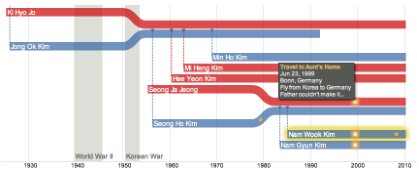 Ki Hyo Jo
Jong Ok Kim
Min Ho Kim
Mi Heng Kim
Hee Yeon Kim
Seong Ja Jeong
Travel to Aunt's Home
Jun 23, 1999
Bonn, Germany
Fly from Korea to Germany
Father couldn't make it...
Seong Ho Kim
Nam Wook Kim
Nam Gyun Kim
World War II
Korean War
1930 1940 1950 1960 1970 1980 1990 2000 2010